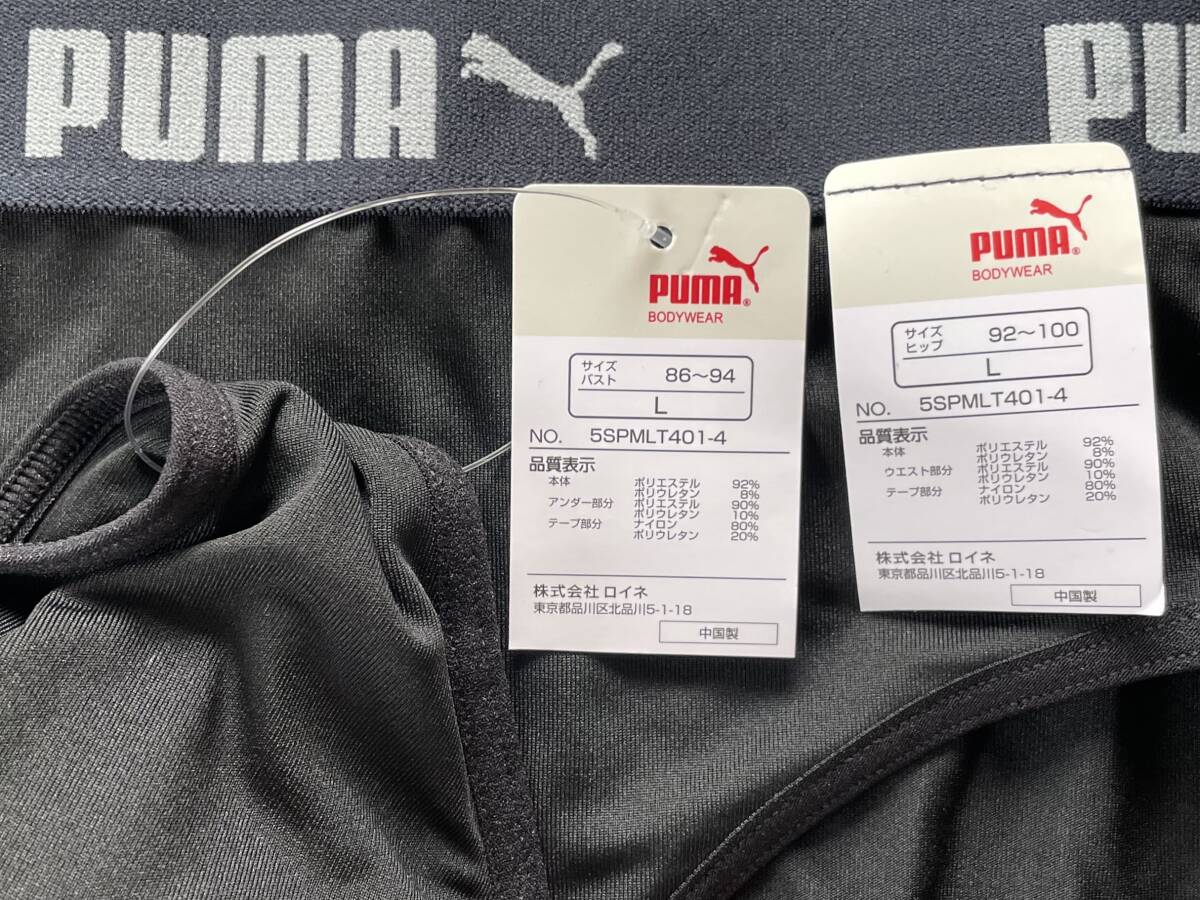 PUMA
PU
PUMA®
BODYWEAR
サイズ
バスト 86～94
L
NO. 5SPMLT401-4
品質表示
本体 ポリエステル 92%
ポリウレタン 8%
アンダー部分 ポリエステル 90%
ポリウレタン 10%
テープ部分 ナイロン 80%
ポリウレタン 20%
株式会社 ロイネ
東京都品川区北品川5-1-18
中国製
PUMA®
BODYWEAR
サイズ
ヒップ 92～100
L
NO. 5SPMLT401-4
品質表示
本体 ポリエステル 92%
ポリウレタン 8%
ウエスト部分 ポリエステル 90%
ポリウレタン 10%
テープ部分 ナイロン 80%
ポリウレタン 20%
株式会社 ロイネ
東京都品川区北品川5-1-18
中国製